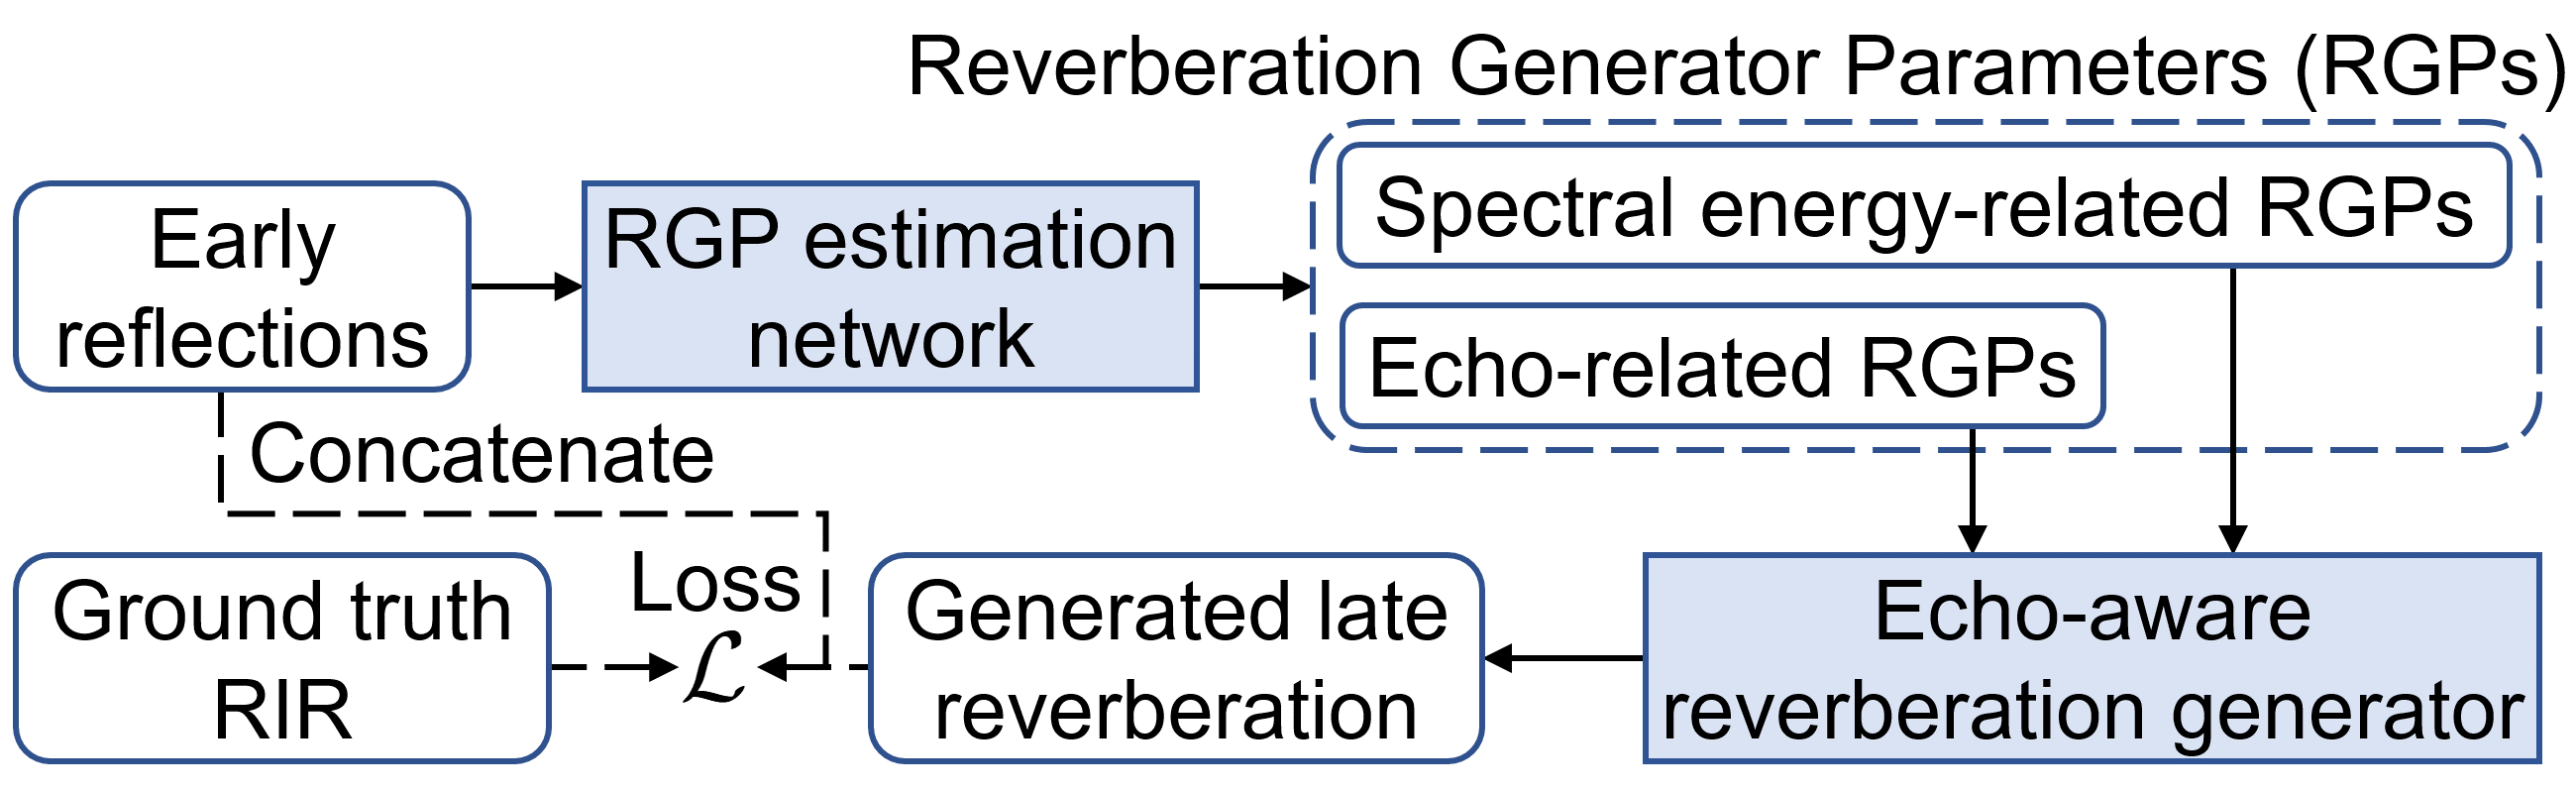 Reverberation Generator Parameters (RGPs)
Early
reflections
RGP estimation
network
Spectral energy-related RGPs
Echo-related RGPs
Concatenate
Ground truth
RIR
Loss
ℒ
Generated late
reverberation
Echo-aware
reverberation generator